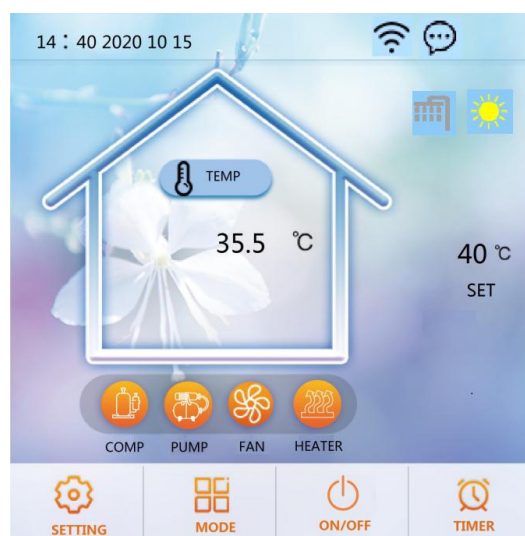 14：40 2020 10 15
TEMP
35.5 ℃
40 ℃
SET
COMP PUMP FAN HEATER
SETTING MODE ON/OFF TIMER